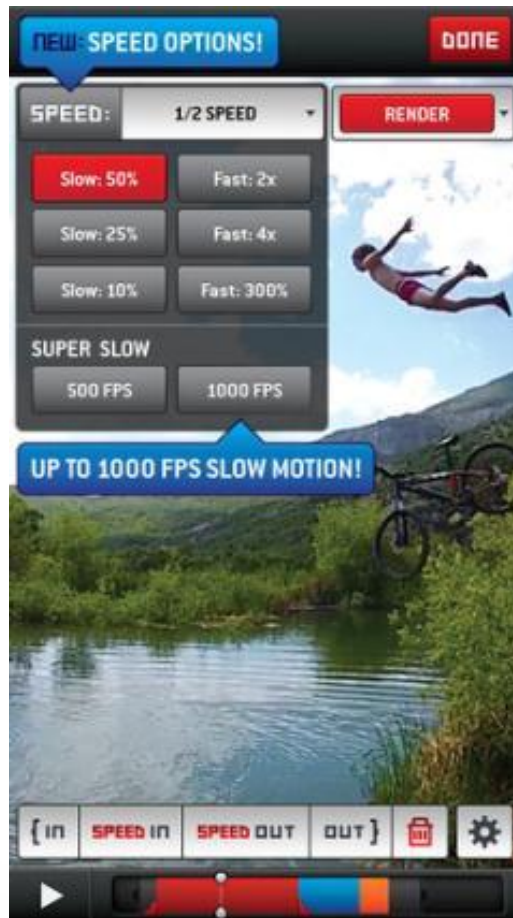 NEW: SPEED OPTIONS!
DONE
SPEED: 1/2 SPEED
RENDER
Slow: 50% Fast: 2x
Slow: 25% Fast: 4x
Slow: 10% Fast: 300%
SUPER SLOW
500 FPS 1000 FPS
UP TO 1000 FPS SLOW MOTION!
{IN SPEED IN SPEED OUT OUT}